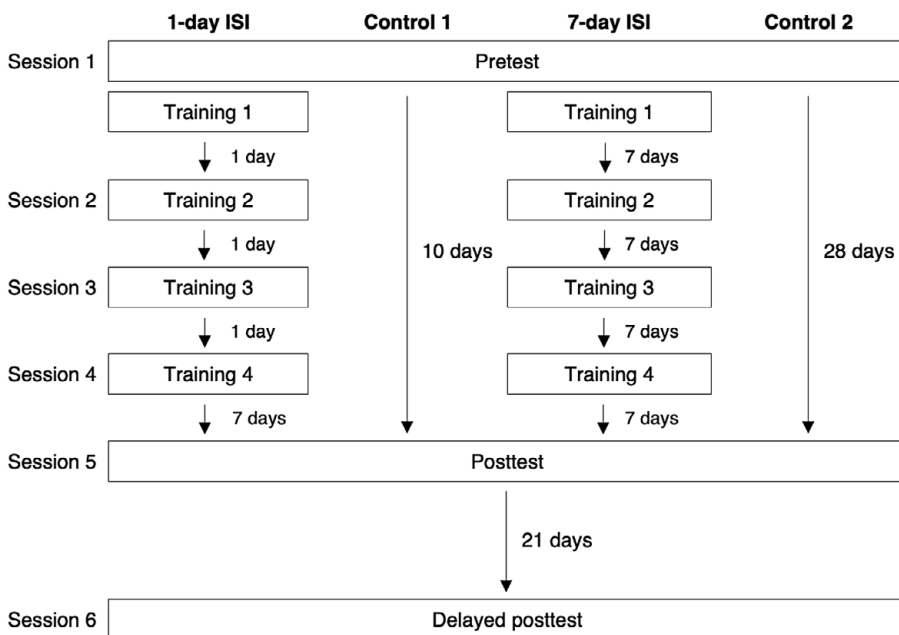 1-day ISI Control 1 7-day ISI Control 2
Session 1 Pretest
Training 1 Training 1
1 day 7 days
Session 2 Training 2 Training 2
1 day 10 days 7 days 28 days
Session 3 Training 3 Training 3
1 day 7 days
Session 4 Training 4 Training 4
7 days 7 days
Session 5 Posttest
21 days
Session 6 Delayed posttest